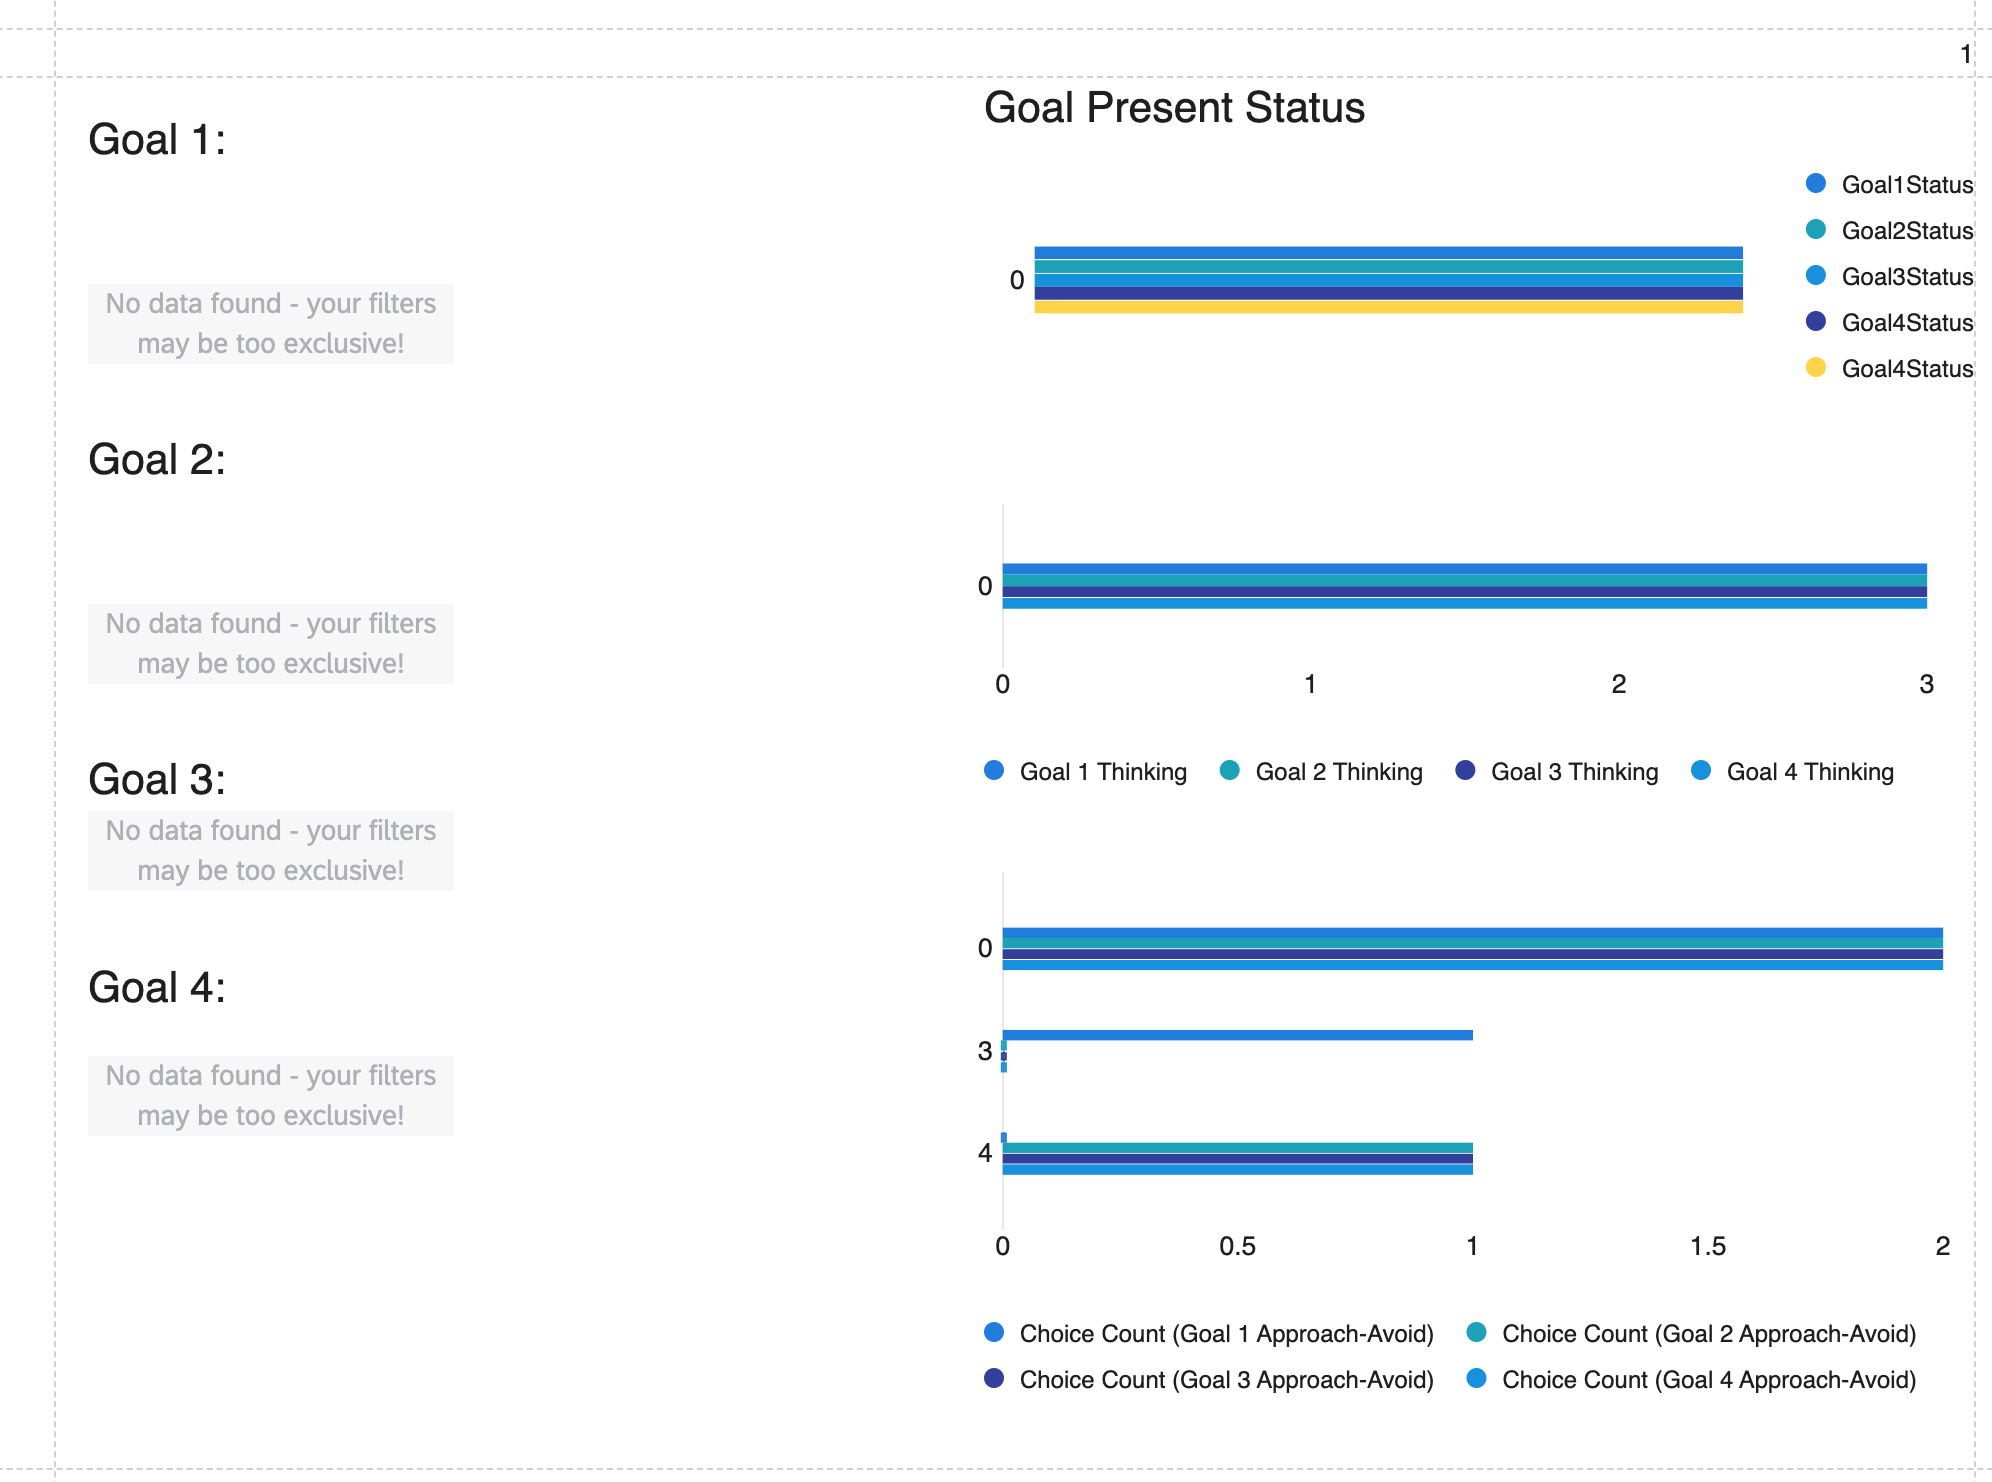 1
Goal 1:
No data found - your filters
may be too exclusive!
Goal 2:
No data found - your filters
may be too exclusive!
Goal 3:
No data found - your filters
may be too exclusive!
Goal 4:
No data found - your filters
may be too exclusive!
Goal Present Status
Goal1Status
Goal2Status
Goal3Status
Goal4Status
Goal4Status
0
0
0 1 2 3
Goal 1 Thinking Goal 2 Thinking Goal 3 Thinking Goal 4 Thinking
0
3
4
0 0.5 1 1.5 2
Choice Count (Goal 1 Approach-Avoid) Choice Count (Goal 2 Approach-Avoid)
Choice Count (Goal 3 Approach-Avoid) Choice Count (Goal 4 Approach-Avoid)